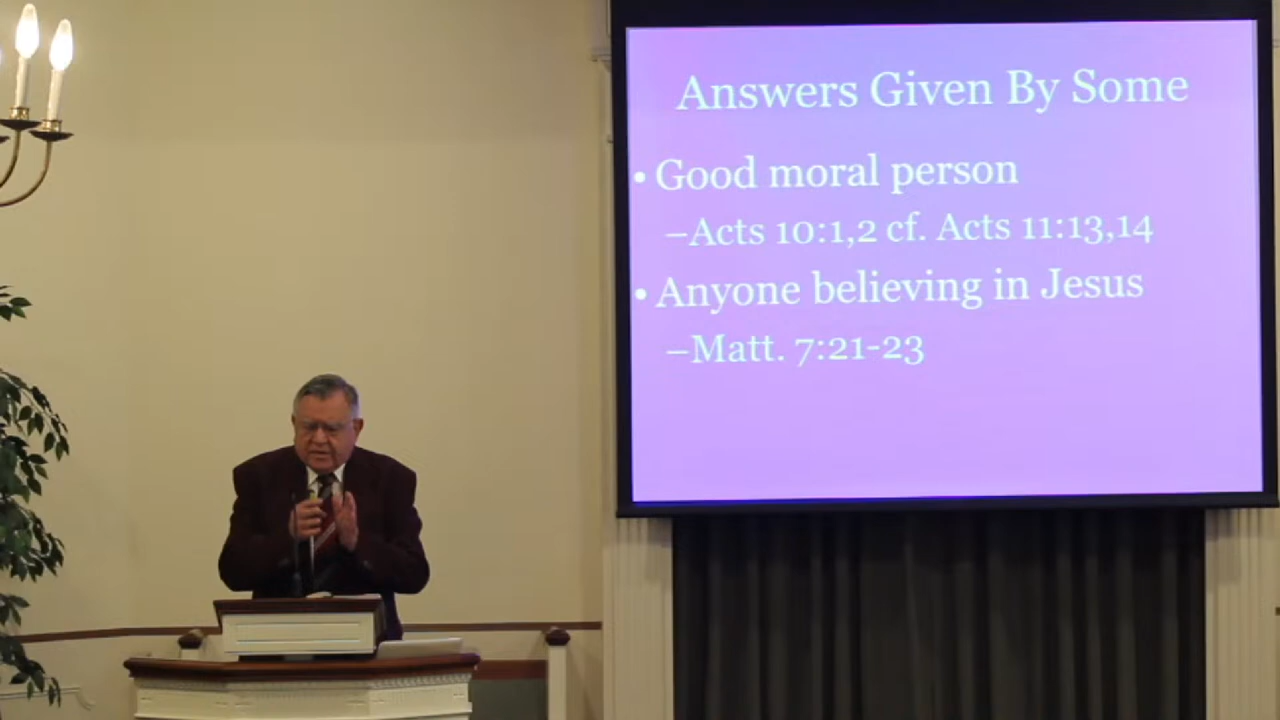 Answers Given By Some
• Good moral person
–Acts 10:1,2 cf. Acts 11:13,14
• Anyone believing in Jesus
–Matt. 7:21-23